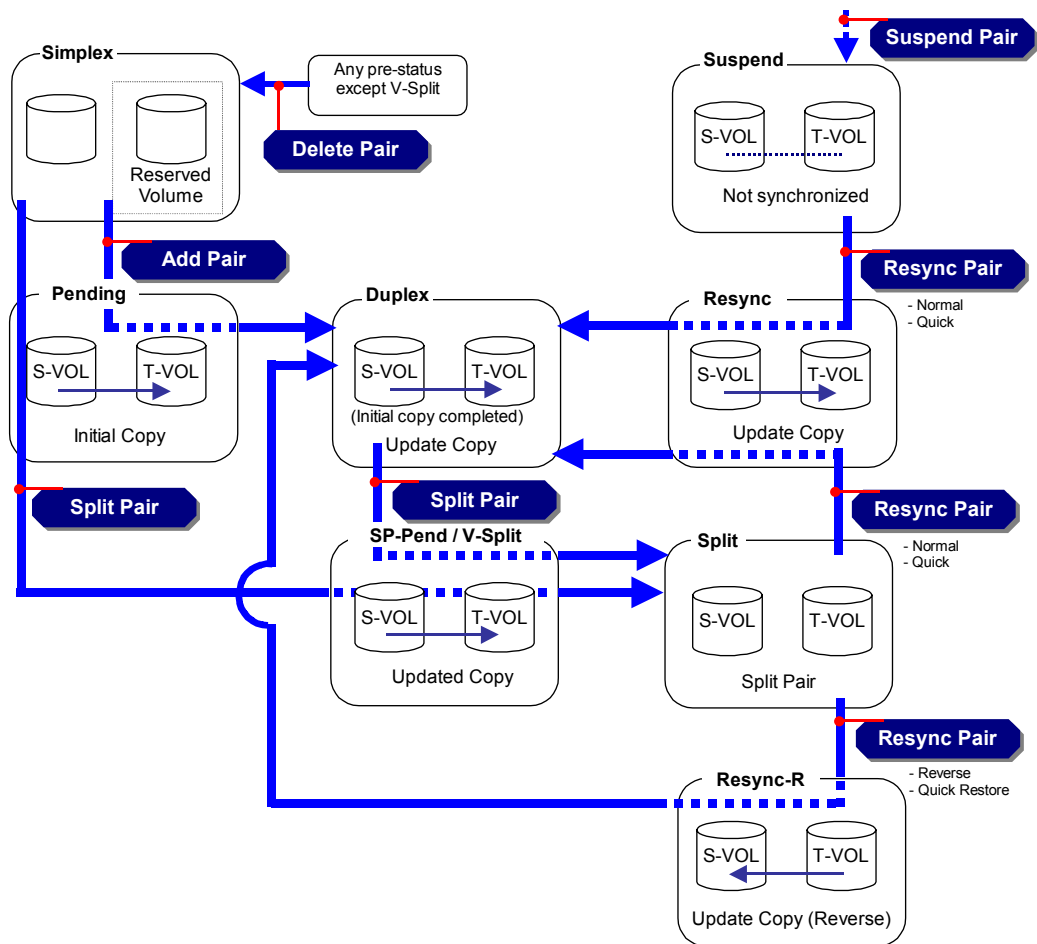 Simplex
Reserved
Volume
Any pre-status
except V-Split
Delete Pair
Suspend Pair
Suspend
S-VOL
T-VOL
Not synchronized
Add Pair
Resync Pair
- Normal
- Quick
Pending
S-VOL
T-VOL
Initial Copy
Duplex
S-VOL
T-VOL
(Initial copy completed)
Update Copy
Resync
S-VOL
T-VOL
Update Copy
Split Pair
Split Pair
Resync Pair
- Normal
- Quick
SP-Pend / V-Split
S-VOL
T-VOL
Updated Copy
Split
S-VOL
T-VOL
Split Pair
Resync Pair
- Reverse
- Quick Restore
Resync-R
S-VOL
T-VOL
Update Copy (Reverse)